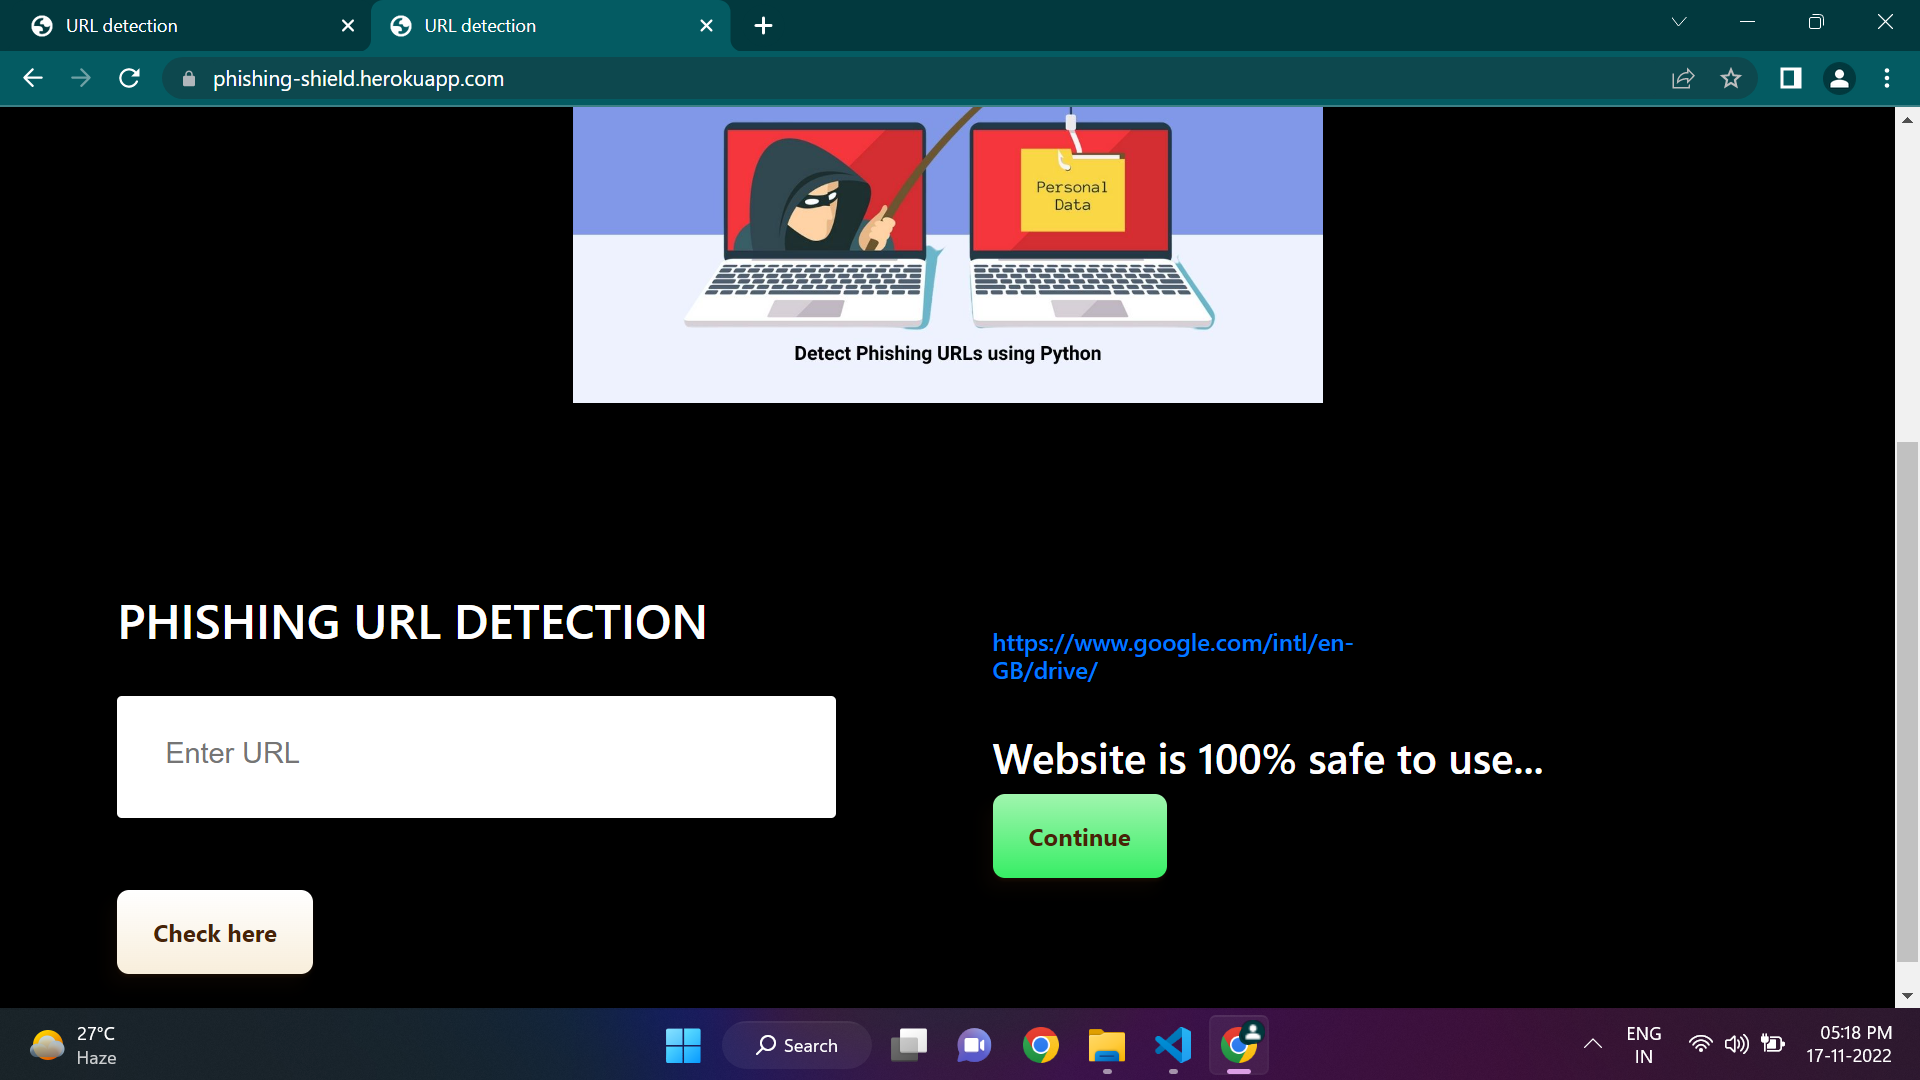 URL detection
URL detection
phishing-shield.herokuapp.com
Personal
Data
Detect Phishing URLs using Python
PHISHING URL DETECTION
Enter URL
Check here
https://www.google.com/intl/en-
GB/drive/
Website is 100% safe to use...
Continue
27°C
Haze
Search
ENG
IN
05:18 PM
17-11-2022